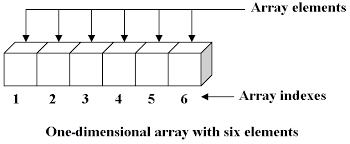 Array elements
1 2 3 4 5 6
Array indexes
One-dimensional array with six elements